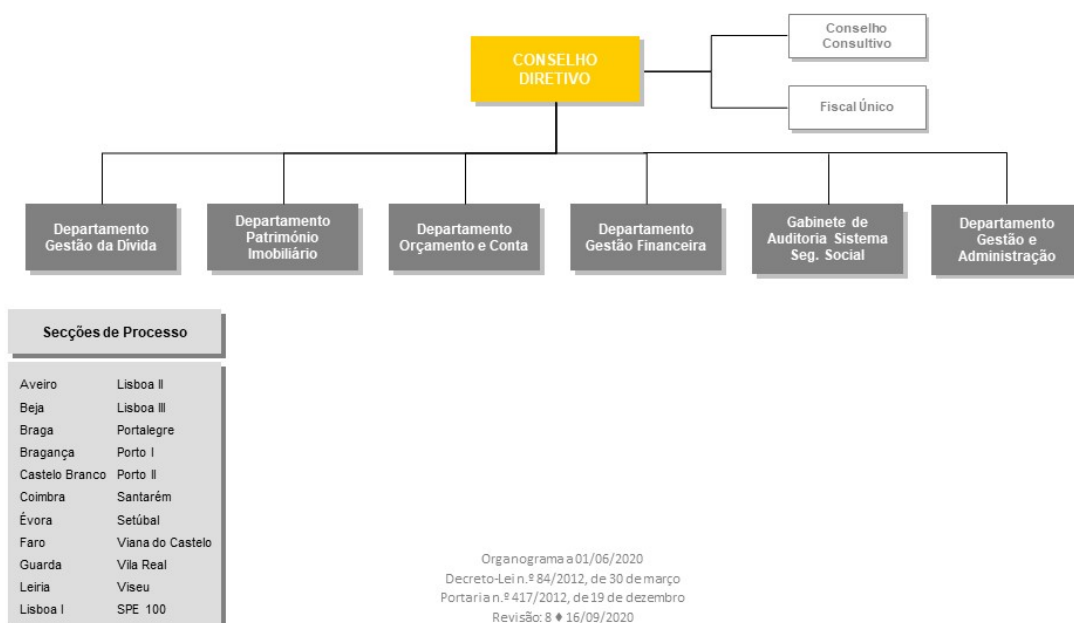 CONSELHO
DIRETIVO
Conselho
Consultivo
Fiscal Único
Departamento
Gestão da Dívida
Departamento
Património
Imobiliário
Departamento
Orçamento e Conta
Departamento
Gestão Financeira
Gabinete de
Auditoria Sistema
Seg. Social
Departamento
Gestão e
Administração
Secções de Processo
Aveiro Lisboa II
Beja Lisboa III
Braga Portalegre
Bragança Porto I
Castelo Branco Porto II
Coimbra Santarém
Évora Setúbal
Faro Viana do Castelo
Guarda Vila Real
Leiria Viseu
Lisboa I SPE 100
Organograma a 01/06/2020
Decreto-Lei n.º 84/2012, de 30 de março
Portaria n.º 417/2012, de 19 de dezembro
Revisão: 8 ♦ 16/09/2020